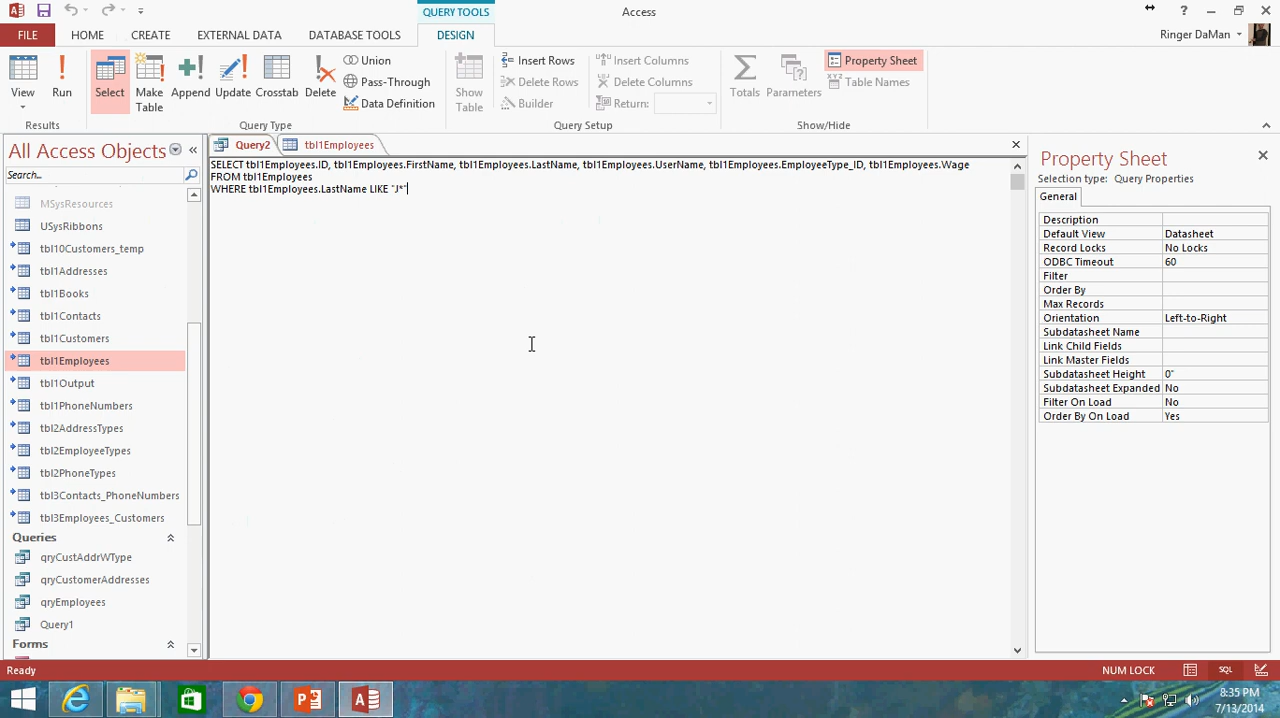 QUERY TOOLS
Access
Ringer DaMan
FILE
HOME
CREATE
EXTERNAL DATA
DATABASE TOOLS
DESIGN
View
Run
Select
Make Table
Append
Update
Crosstab
Delete
Union
Pass-Through
Data Definition
Show Table
Insert Rows
Delete Rows
Builder
Insert Columns
Delete Columns
Return:
Totals
Parameters
Property Sheet
Table Names
Results
Query Type
Query Setup
Show/Hide
All Access Objects
Search...
MSysResources
USysRibbons
tbl10Customers_temp
tbl1Addresses
tbl1Books
tbl1Contacts
tbl1Customers
tbl1Employees
tbl1Output
tbl1PhoneNumbers
tbl2AddressTypes
tbl2EmployeeTypes
tbl2PhoneTypes
tbl3Contacts_PhoneNumbers
tbl3Employees_Customers
Queries
qryCustAddrWType
qryCustomerAddresses
qryEmployees
Query1
Forms
Query2
tbl1Employees
SELECT tbl1Employees.ID, tbl1Employees.FirstName, tbl1Employees.LastName, tbl1Employees.UserName, tbl1Employees.EmployeeType_ID, tbl1Employees.Wage
FROM tbl1Employees
WHERE tbl1Employees.LastName LIKE "J*"
Property Sheet
Selection type: Query Properties
General
Description
Default View Datasheet
Record Locks No Locks
ODBC Timeout 60
Filter
Order By
Max Records
Orientation Left-to-Right
Subdatasheet Name
Link Child Fields
Link Master Fields
Subdatasheet Height 0"
Subdatasheet Expanded No
Filter On Load No
Order By On Load Yes
Ready
NUM LOCK
SQL
8:35 PM
7/13/2014